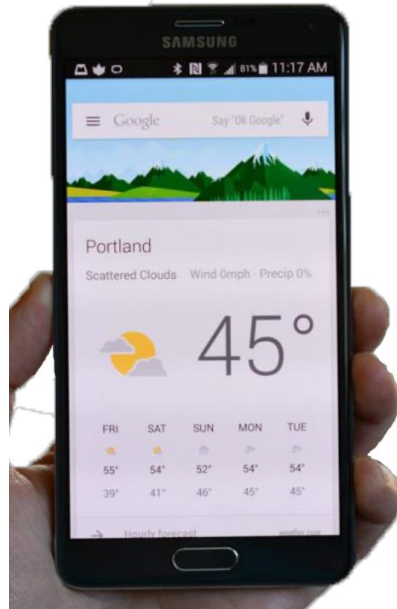 SAMSUNG
81% 11:17 AM
Google Say "Ok Google"
Portland
Scattered Clouds Wind 0mph · Precip 0%
45°
FRI SAT SUN MON TUE
55° 54° 52° 54° 54°
39° 41° 46° 45° 45°
Hourly forecast weather.com